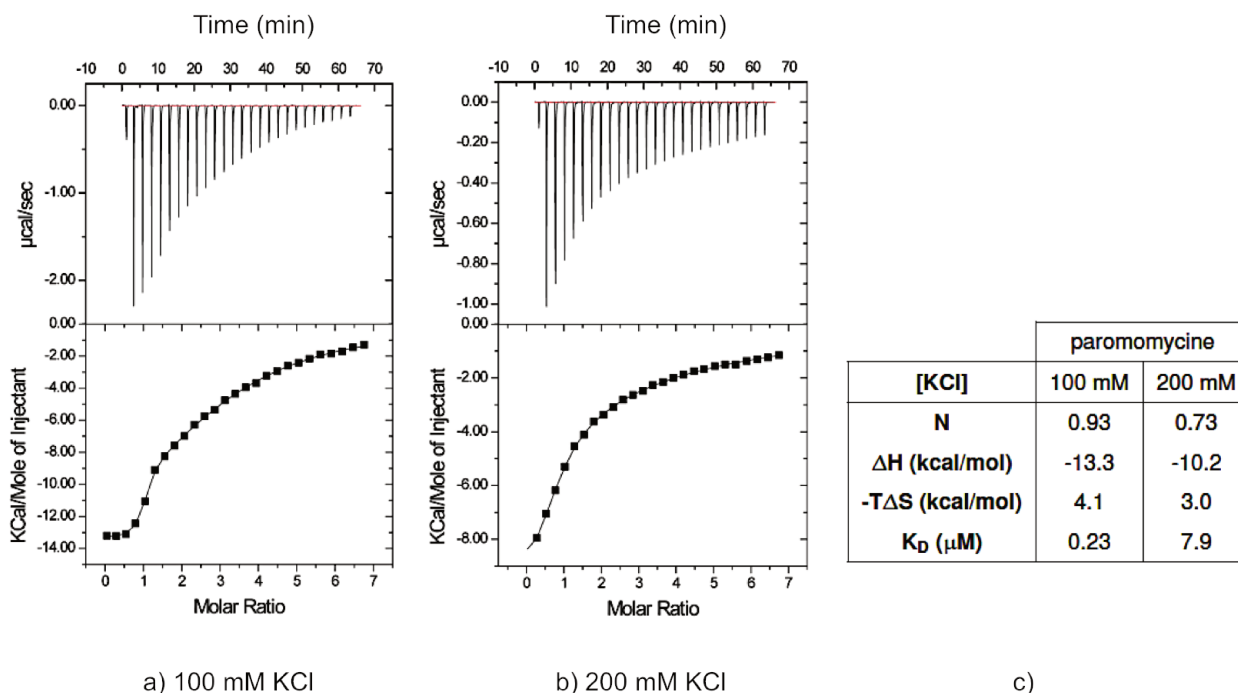 Time (min)
-10 0 10 20 30 40 50 60 70
0.00
-1.00
-2.00
µcal/sec
0.00
-2.00
-4.00
-6.00
-8.00
-10.00
-12.00
-14.00
KCal/Mole of Injectant
0 1 2 3 4 5 6 7
Molar Ratio
a) 100 mM KCl
Time (min)
-10 0 10 20 30 40 50 60 70
0.00
-0.20
-0.40
-0.60
-0.80
-1.00
µcal/sec
0.00
-2.00
-4.00
-6.00
-8.00
KCal/Mole of Injectant
0 1 2 3 4 5 6 7
Molar Ratio
b) 200 mM KCl
paromomycine
[KCl] 100 mM 200 mM
N 0.93 0.73
ΔH (kcal/mol) -13.3 -10.2
-TΔS (kcal/mol) 4.1 3.0
K_D (µM) 0.23 7.9
c)